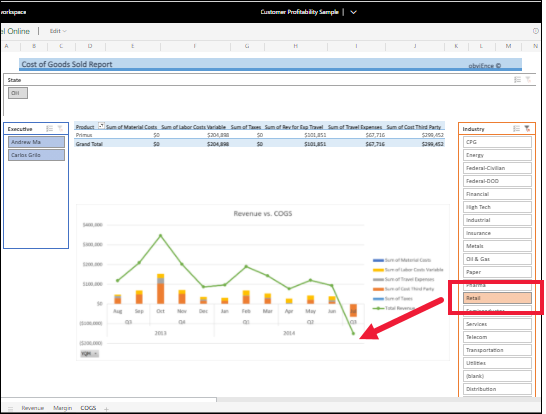 workspace
Customer Profitability Sample
el Online
Edit
A B C D E F G H I J K L M N
Cost of Goods Sold Report
obviEnce ©
State
OH
Executive
Andrew Ma
Carlos Grilo
Product Sum of Material Costs Sum of Labor Costs Variable Sum of Taxes Sum of Rev for Exp Travel Sum of Travel Expenses Sum of Cost Third Party
Primus $0 $204,898 $0 $101,851 $67,716 $299,452
Grand Total $0 $204,898 $0 $101,851 $67,716 $299,452
Industry
CPG
Energy
Federal-Civilian
Federal-DOD
Financial
High Tech
Industrial
Insurance
Metals
Oil & Gas
Paper
Pharma
Retail
Semiconductor
Services
Telecom
Transportation
Utilities
(blank)
Distribution
Revenue vs. COGS
$400,000
$300,000
$200,000
$100,000
$0
($100,000)
($200,000)
Aug Sep Oct Nov Dec Jan Feb Mar Apr May Jun
Q3 Q4 Q1 Q2 Q3
2013 2014
Sum of Material Costs
Sum of Labor Costs Variable
Sum of Travel Expenses
Sum of Cost Third Party
Sum of Taxes
Total Revenue
Revenue Margin COGS